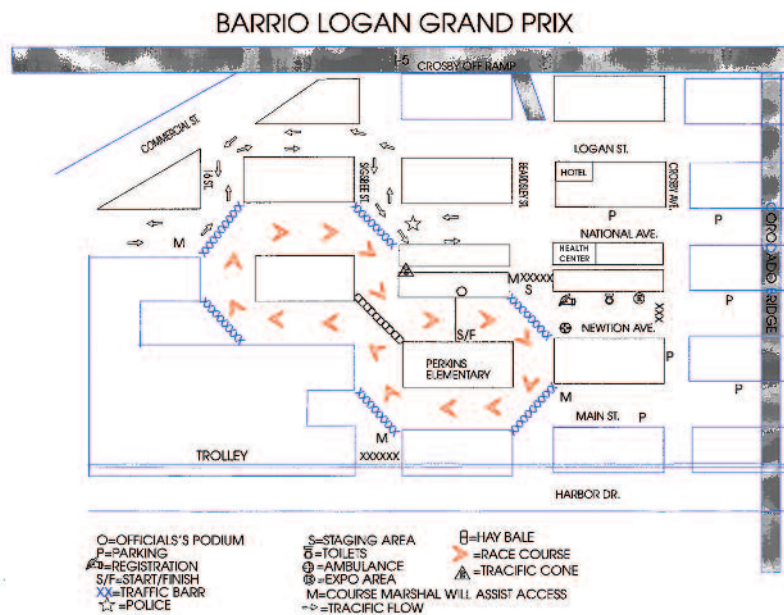 BARRIO LOGAN GRAND PRIX
I-5
CROSBY OFF RAMP
COMMERCIAL ST.
LOGAN ST.
16 ST.
SIGSBEE ST.
BEARDSLEY ST.
HOTEL
CROSBY AVE.
P
P
NATIONAL AVE.
M
HEALTH
CENTER
CORONADO BRIDGE
MXXXXX
S
P
XXX
S/F
NEWTION AVE.
PERKINS
ELEMENTARY
P
P
M
MAIN ST.
P
M
TROLLEY
XXXXXX
HARBOR DR.
O=OFFICIALS'S PODIUM
P=PARKING
=REGISTRATION
S/F=START/FINISH
XX=TRAFFIC BARR
=POLICE
S=STAGING AREA
=TOILETS
=AMBULANCE
=EXPO AREA
M=COURSE MARSHAL WILL ASSIST ACCESS
=TRACIFIC FLOW
=HAY BALE
=RACE COURSE
=TRACIFIC CONE